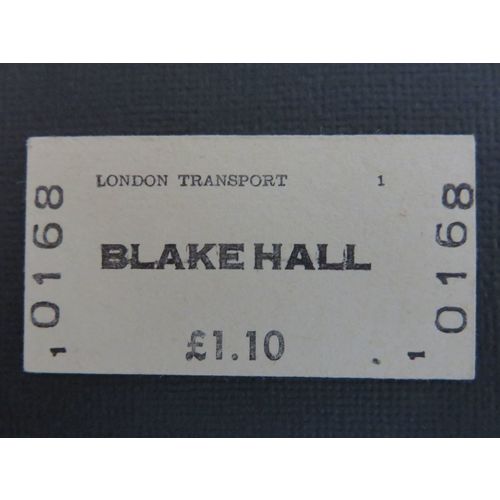 LONDON TRANSPORT 1
BLAKE HALL
£1.10
1 0168
1 0168